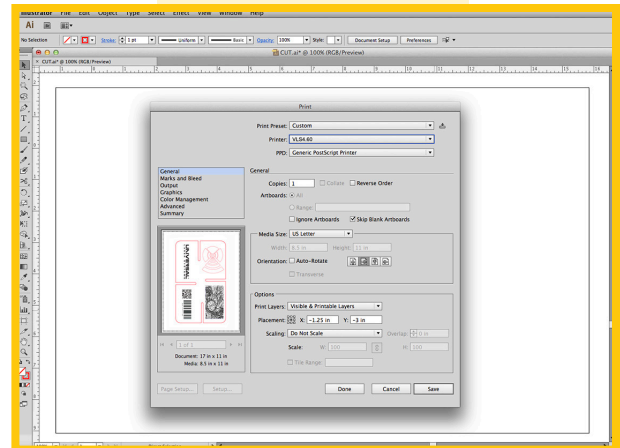 Illustrator File Edit Object Type Select Effect View Window Help
Ai
No Selection Stroke: 1 pt Uniform Basic Opacity: 100% Style: Document Setup Preferences
CUT.ai* @ 100% (RGB/Preview)
× CUT.ai* @ 100% (RGB/Preview)
Print
Print Preset: Custom
Printer: VLS4.60
PPD: Generic PostScript Printer
General
Marks and Bleed
Output
Graphics
Color Management
Advanced
Summary
General
Copies: 1 Collate Reverse Order
Artboards: All
Range:
Ignore Artboards Skip Blank Artboards
Media Size: US Letter
Width: 8.5 in Height: 11 in
Orientation: Auto-Rotate
Transverse
Options
Print Layers: Visible & Printable Layers
Placement: X: -1.25 in Y: -3 in
Scaling: Do Not Scale Overlap: 0 in
Scale: W: 100 H: 100
Tile Range:
1 of 1
Document: 17 in x 11 in
Media: 8.5 in x 11 in
Page Setup... Setup... Done Cancel Save